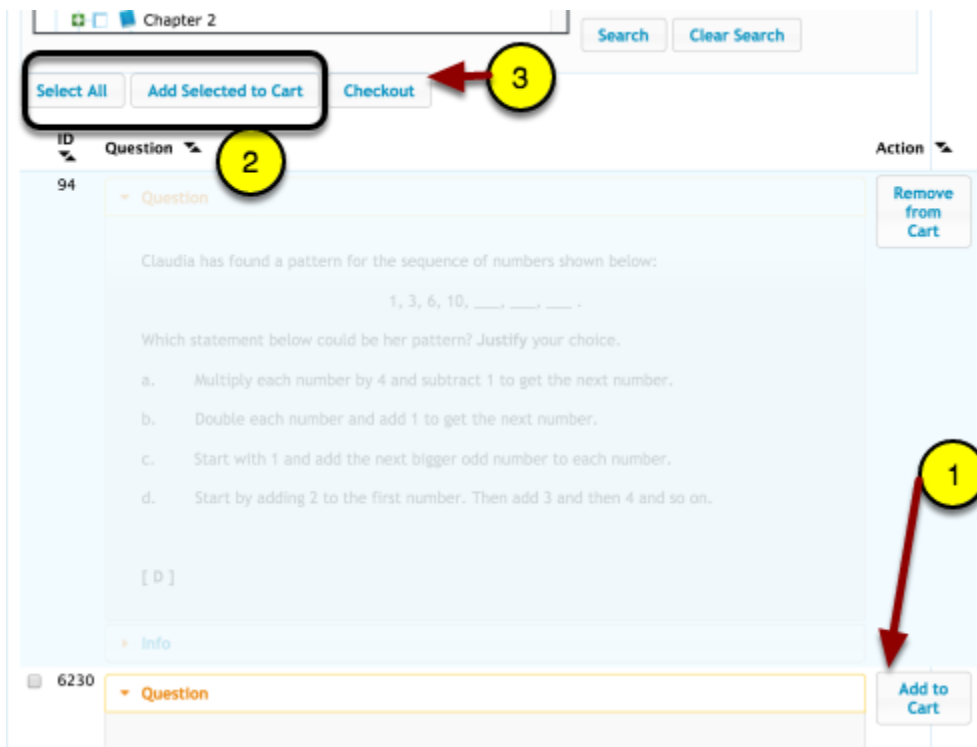 Chapter 2
Search Clear Search
Select All Add Selected to Cart Checkout
3
ID
Question
Action
2
94
Question
Remove
from
Cart
Claudia has found a pattern for the sequence of numbers shown below:
1, 3, 6, 10, ___, ___, ___ .
Which statement below could be her pattern? Justify your choice.
a. Multiply each number by 4 and subtract 1 to get the next number.
b. Double each number and add 1 to get the next number.
c. Start with 1 and add the next bigger odd number to each number.
1
d. Start by adding 2 to the first number. Then add 3 and then 4 and so on.
[ D ]
Info
6230
Question
Add to
Cart